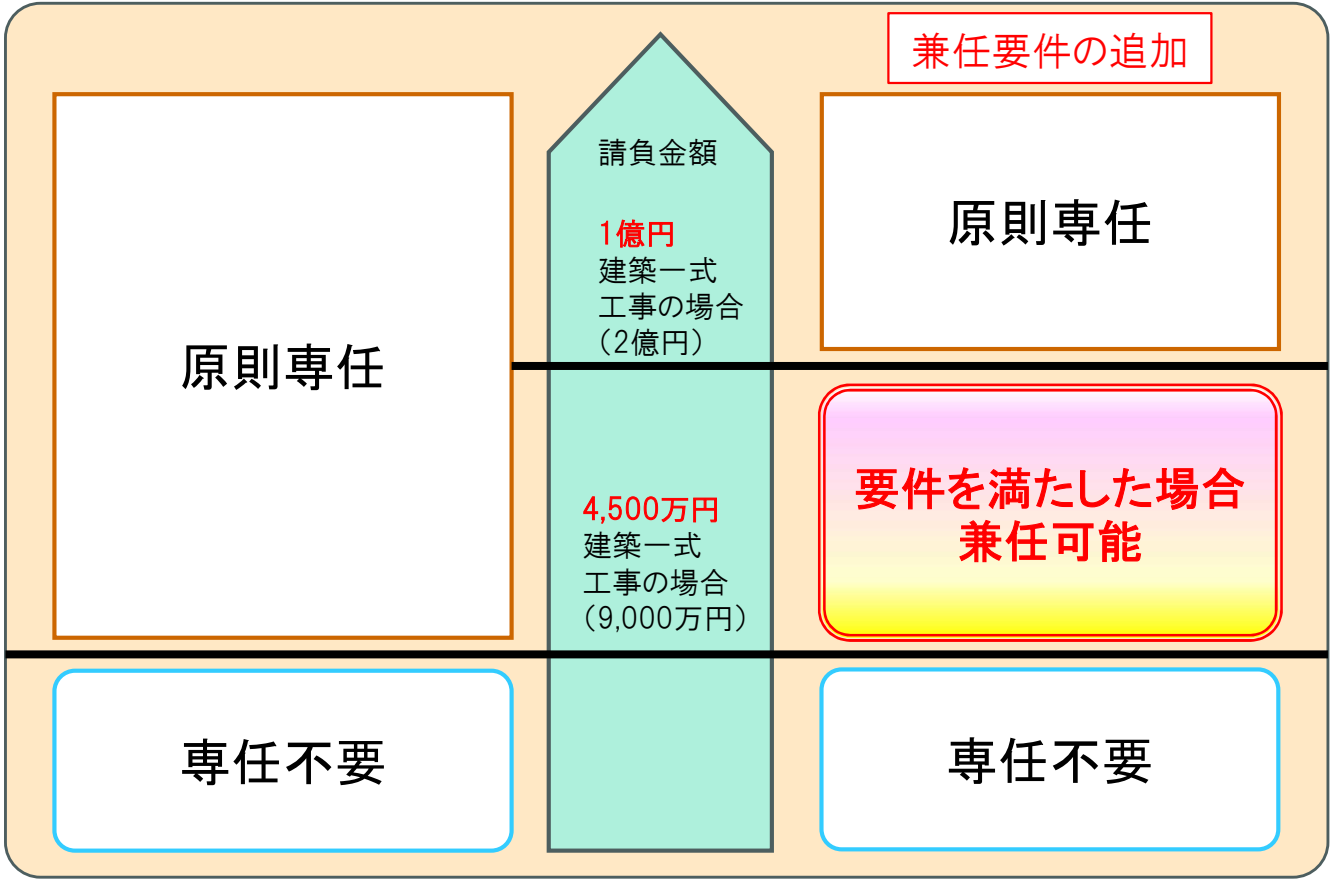 兼任要件の追加
原則専任
専任不要
請負金額
1億円
建築一式
工事の場合
（2億円）
4,500万円
建築一式
工事の場合
（9,000万円）
原則専任
要件を満たした場合
兼任可能
専任不要